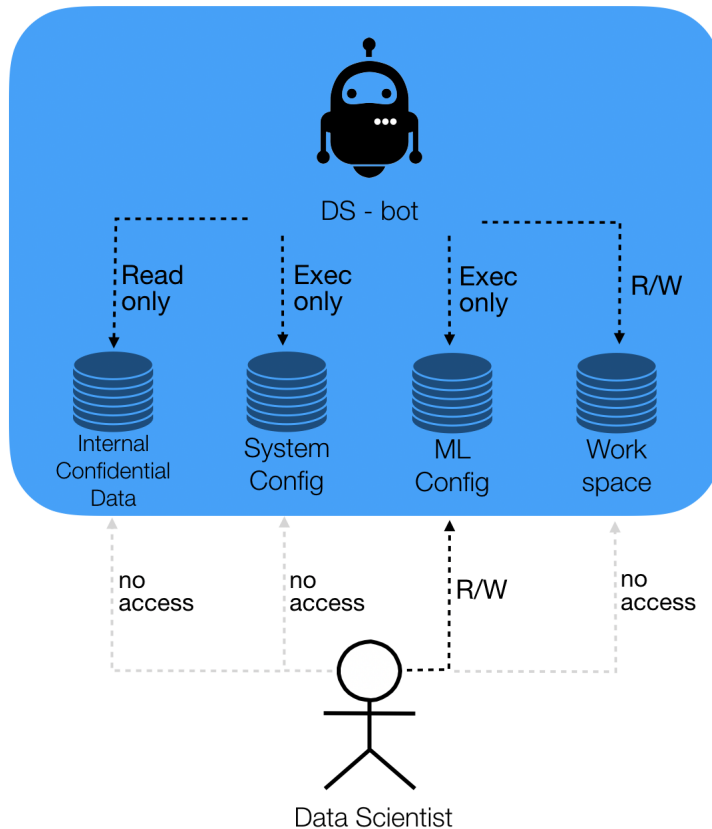 DS - bot
Read
only
Exec
only
Exec
only
R/W
Internal
Confidential
Data
System
Config
ML
Config
Work
space
no
access
no
access
R/W
no
access
Data Scientist